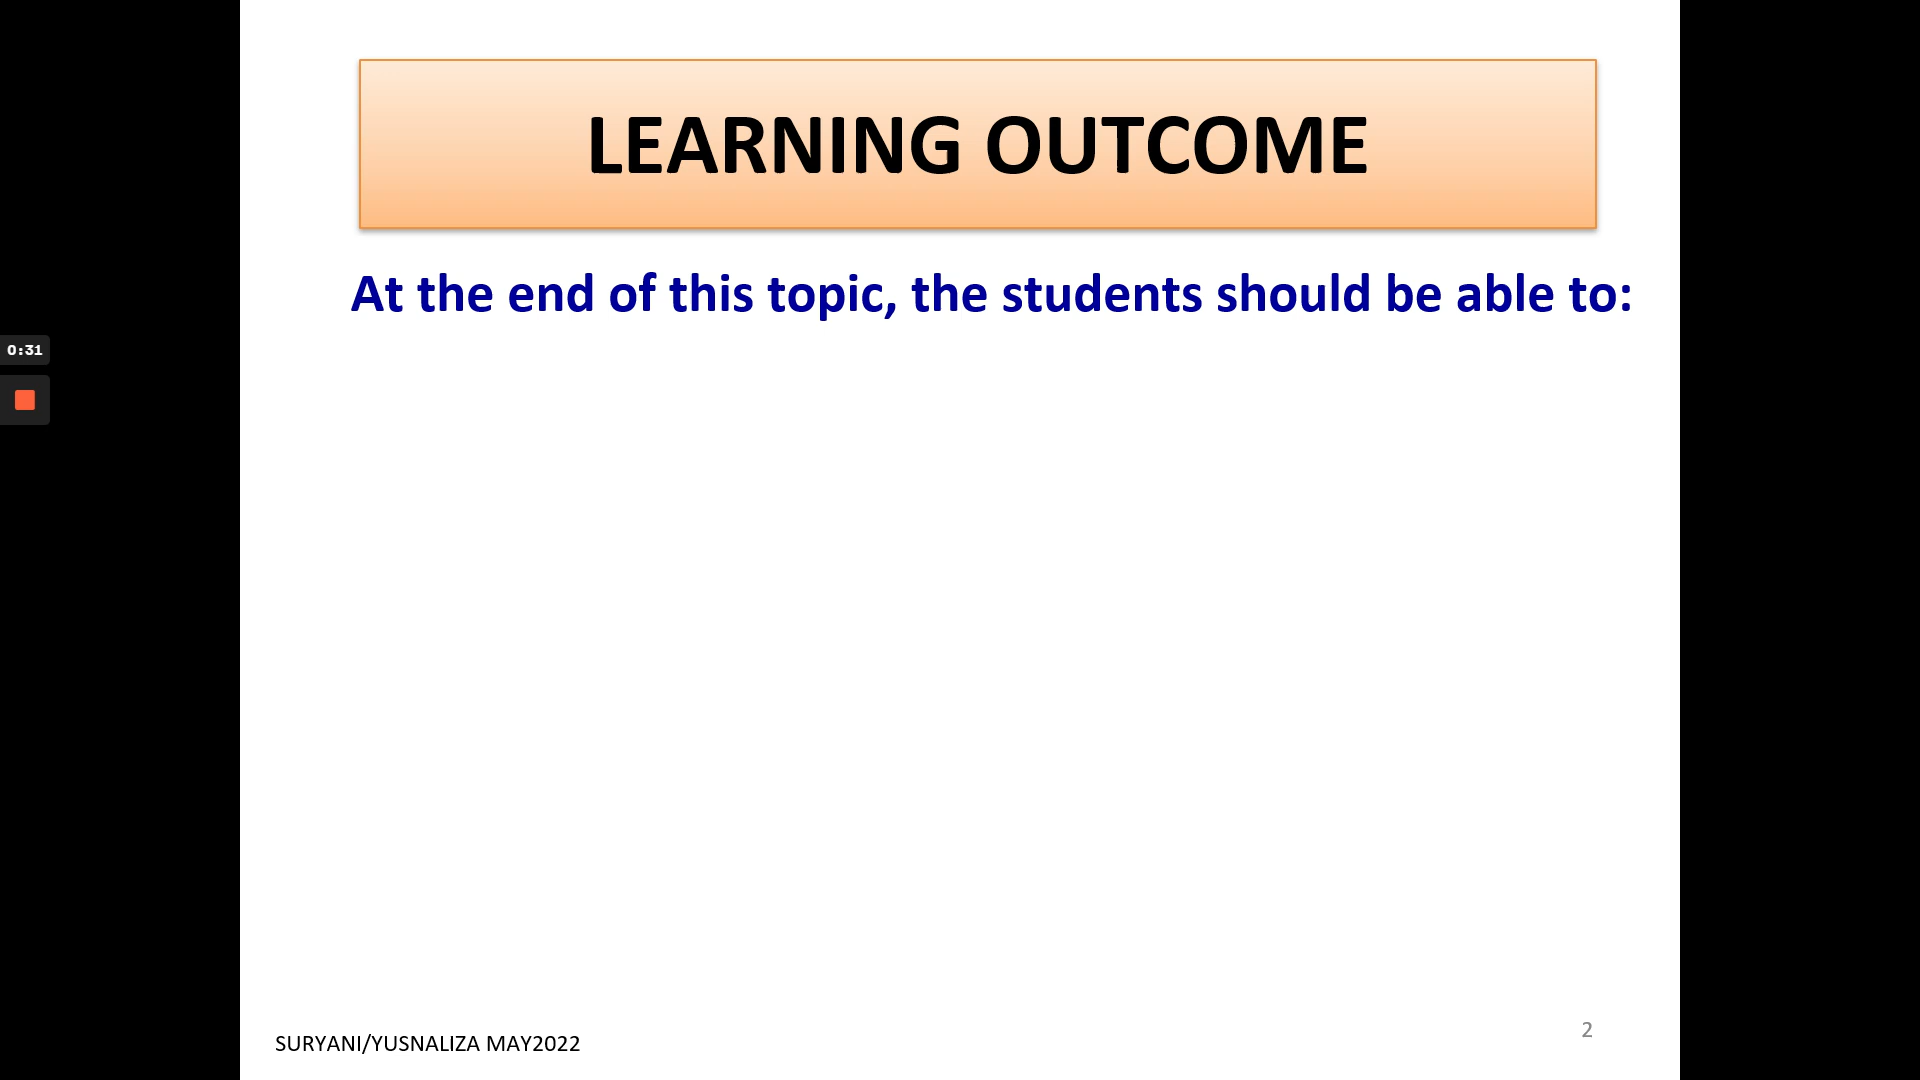 LEARNING OUTCOME
At the end of this topic, the students should be able to:
0:31
SURYANI/YUSNALIZA MAY2022
2